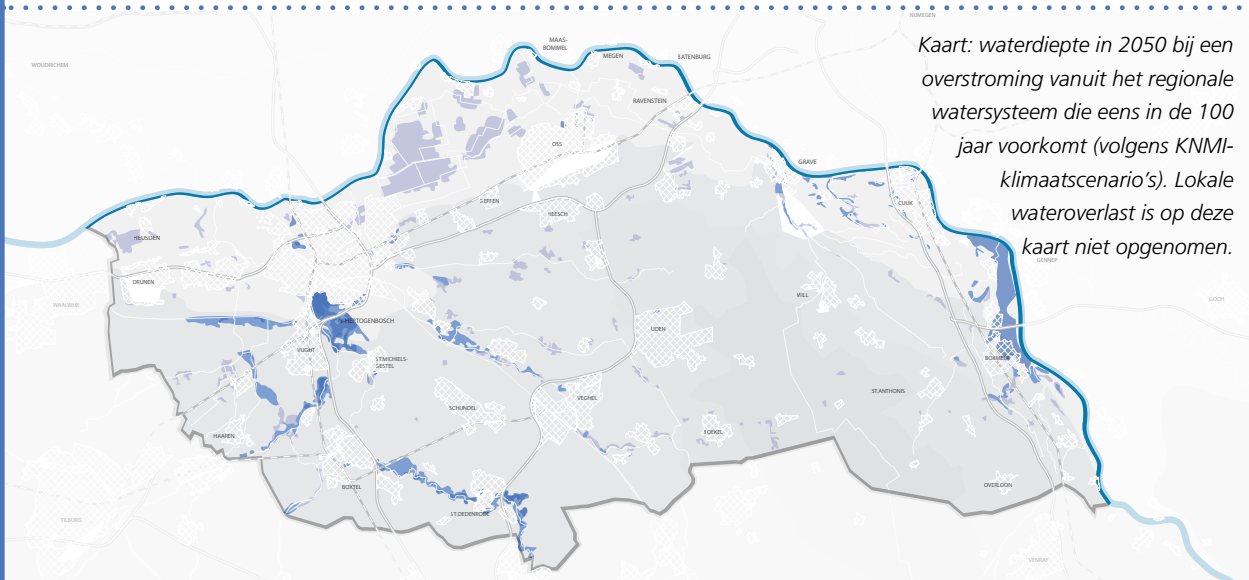 NIJMEGEN
MAAS-
BOMMEL
MEGEN
BATENBURG
WOUDRICHEM
RAVENSTEIN
OSS
GRAVE
CUIJK
GEFFEN
HEESCH
HEUSDEN
DRUNEN
WAALWIJK
GENNEP
GOCH
MILL
'S HERTOGENBOSCH
UDEN
VUGHT
ST.MICHIELS-
GESTEL
BOXMEER
ST.ANTHONIS
VEGHEL
SCHIJNDEL
HAAREN
BOEKEL
BOXTEL
OVERLOON
ST.OEDENRODE
TILBURG
VENRAY
Kaart: waterdiepte in 2050 bij een
overstroming vanuit het regionale
watersysteem die eens in de 100
jaar voorkomt (volgens KNMI-
klimaatscenario's). Lokale
wateroverlast is op deze
kaart niet opgenomen.